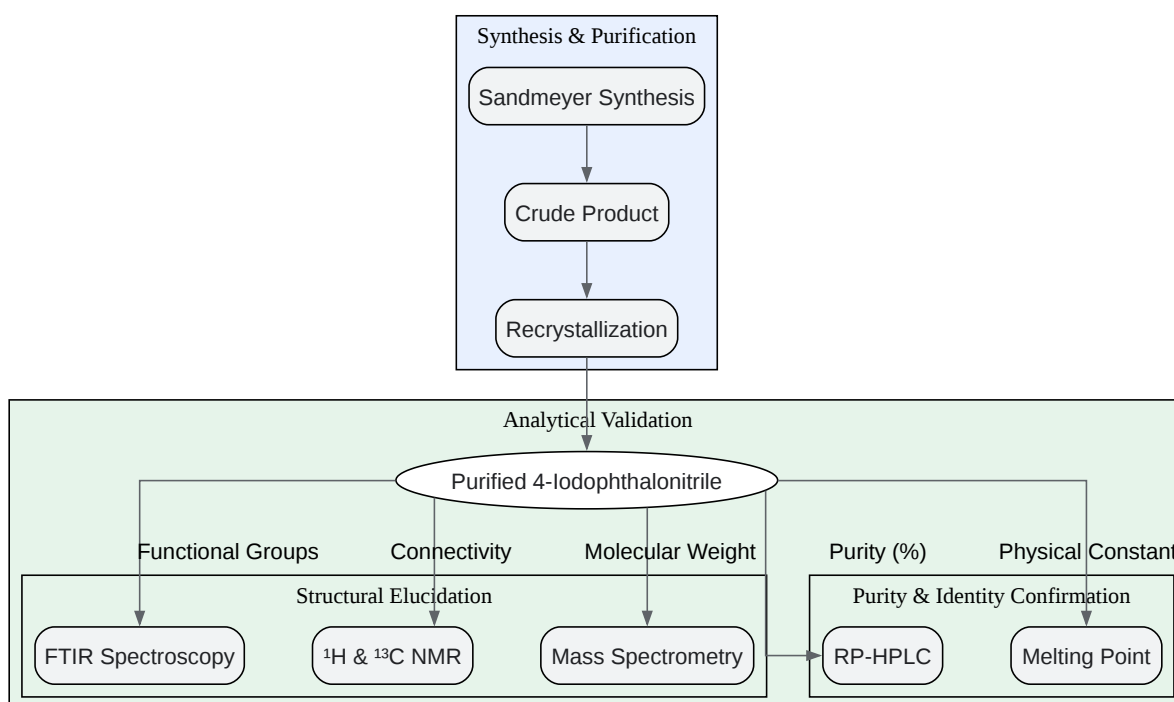 Synthesis & Purification
Sandmeyer Synthesis
Crude Product
Recrystallization
Analytical Validation
Purified 4-Iodophthalonitrile
Functional Groups
Connectivity
Molecular Weight
Purity (%)
Physical Constant
Structural Elucidation
Purity & Identity Confirmation
FTIR Spectroscopy
¹H & ¹³C NMR
Mass Spectrometry
RP-HPLC
Melting Point